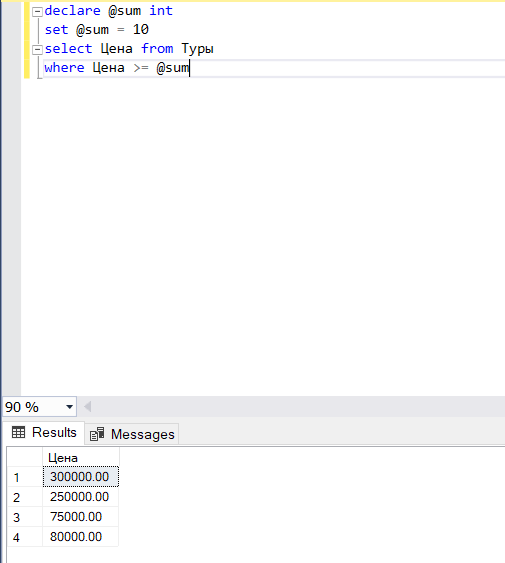 declare @sum int
set @sum = 10
select Цена from Туры
where Цена >= @sum
90 %
Results Messages
Цена
1 300000.00
2 250000.00
3 75000.00
4 80000.00